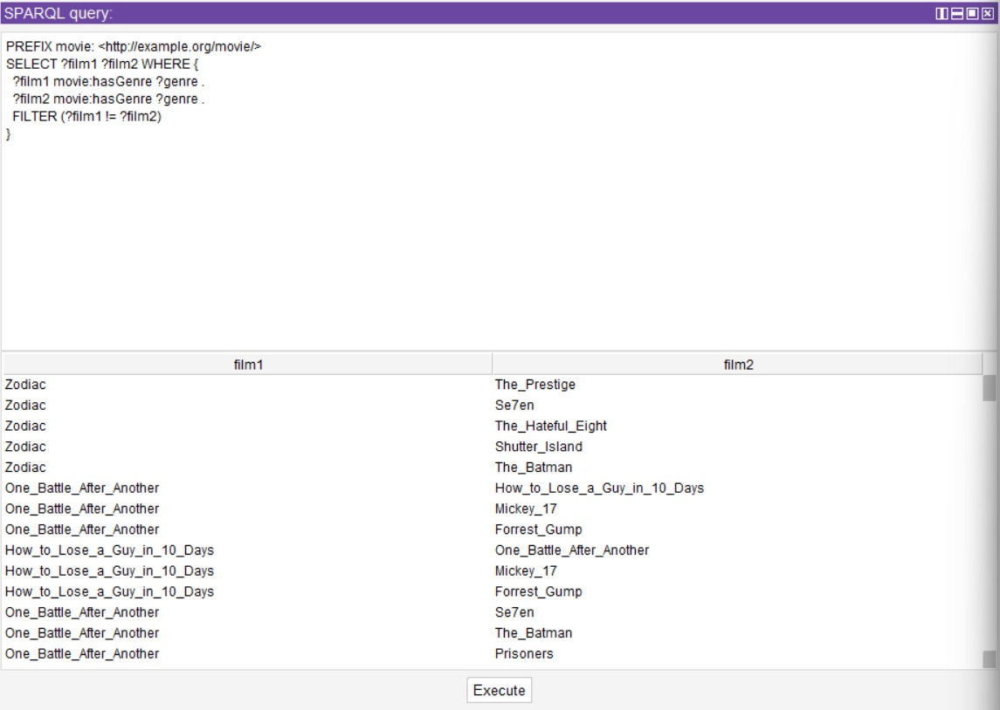 SPARQL query:
PREFIX movie: <http://example.org/movie/>
SELECT ?film1 ?film2 WHERE {
?film1 movie:hasGenre ?genre .
?film2 movie:hasGenre ?genre .
FILTER (?film1 != ?film2)
}
film1 film2
Zodiac The_Prestige
Zodiac Se7en
Zodiac The_Hateful_Eight
Zodiac Shutter_Island
Zodiac The_Batman
One_Battle_After_Another How_to_Lose_a_Guy_in_10_Days
One_Battle_After_Another Mickey_17
One_Battle_After_Another Forrest_Gump
How_to_Lose_a_Guy_in_10_Days One_Battle_After_Another
How_to_Lose_a_Guy_in_10_Days Mickey_17
How_to_Lose_a_Guy_in_10_Days Forrest_Gump
One_Battle_After_Another Se7en
One_Battle_After_Another The_Batman
One_Battle_After_Another Prisoners
Execute